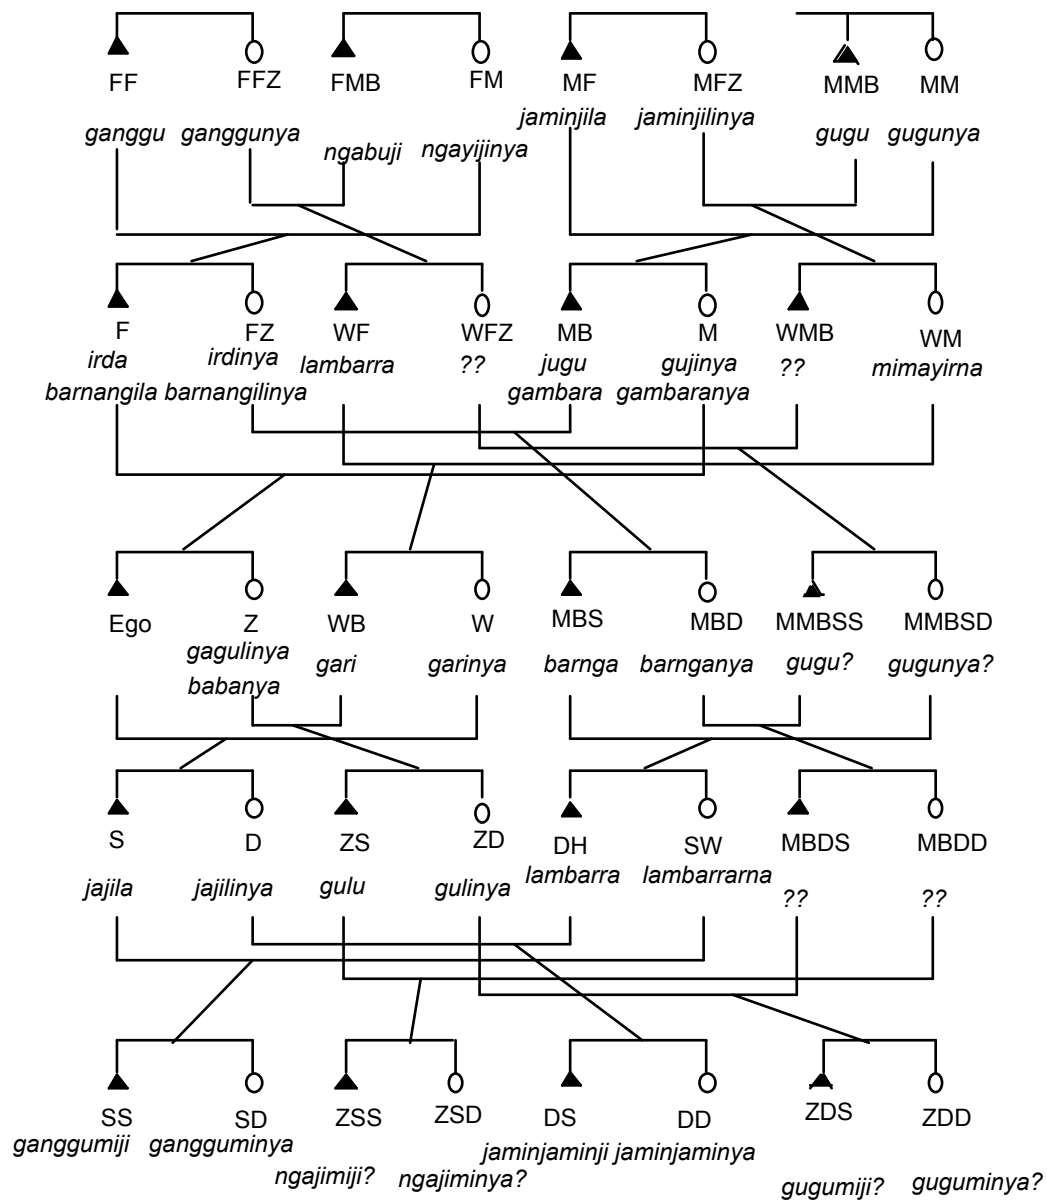 FF FFZ FMB FM MF MFZ MMB MM
jaminjila jaminjilinya
ganggu ganggunya gugu gugunya
ngabuji ngayijinya
F FZ WF WFZ MB M WMB WM
irda irdinya lambarra ?? jugu gujinya ?? mimayirna
barnangila barnangilinya gambara gambaranya
Ego Z WB W MBS MBD MMBSS MMBSD
gagulinya gari garinya barnga barnganya gugu? gugunya?
babanya
S D ZS ZD DH SW MBDS MBDD
jajila jajilinya gulu gulinya lambarra lambarrarna ?? ??
SS SD ZSS ZSD DS DD ZDS ZDD
ganggumiji gangguminya jaminjaminji jaminjaminya
ngajimiji? ngajiminya? gugumiji? guguminya?